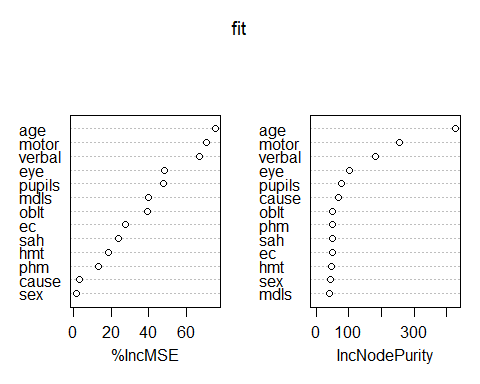 fit
age
motor
verbal
eye
pupils
mdls
oblt
ec
sah
hmt
phm
cause
sex
0 20 40 60
%IncMSE
age
motor
verbal
eye
pupils
cause
oblt
phm
sah
ec
hmt
sex
mdls
0 100 300
IncNodePurity